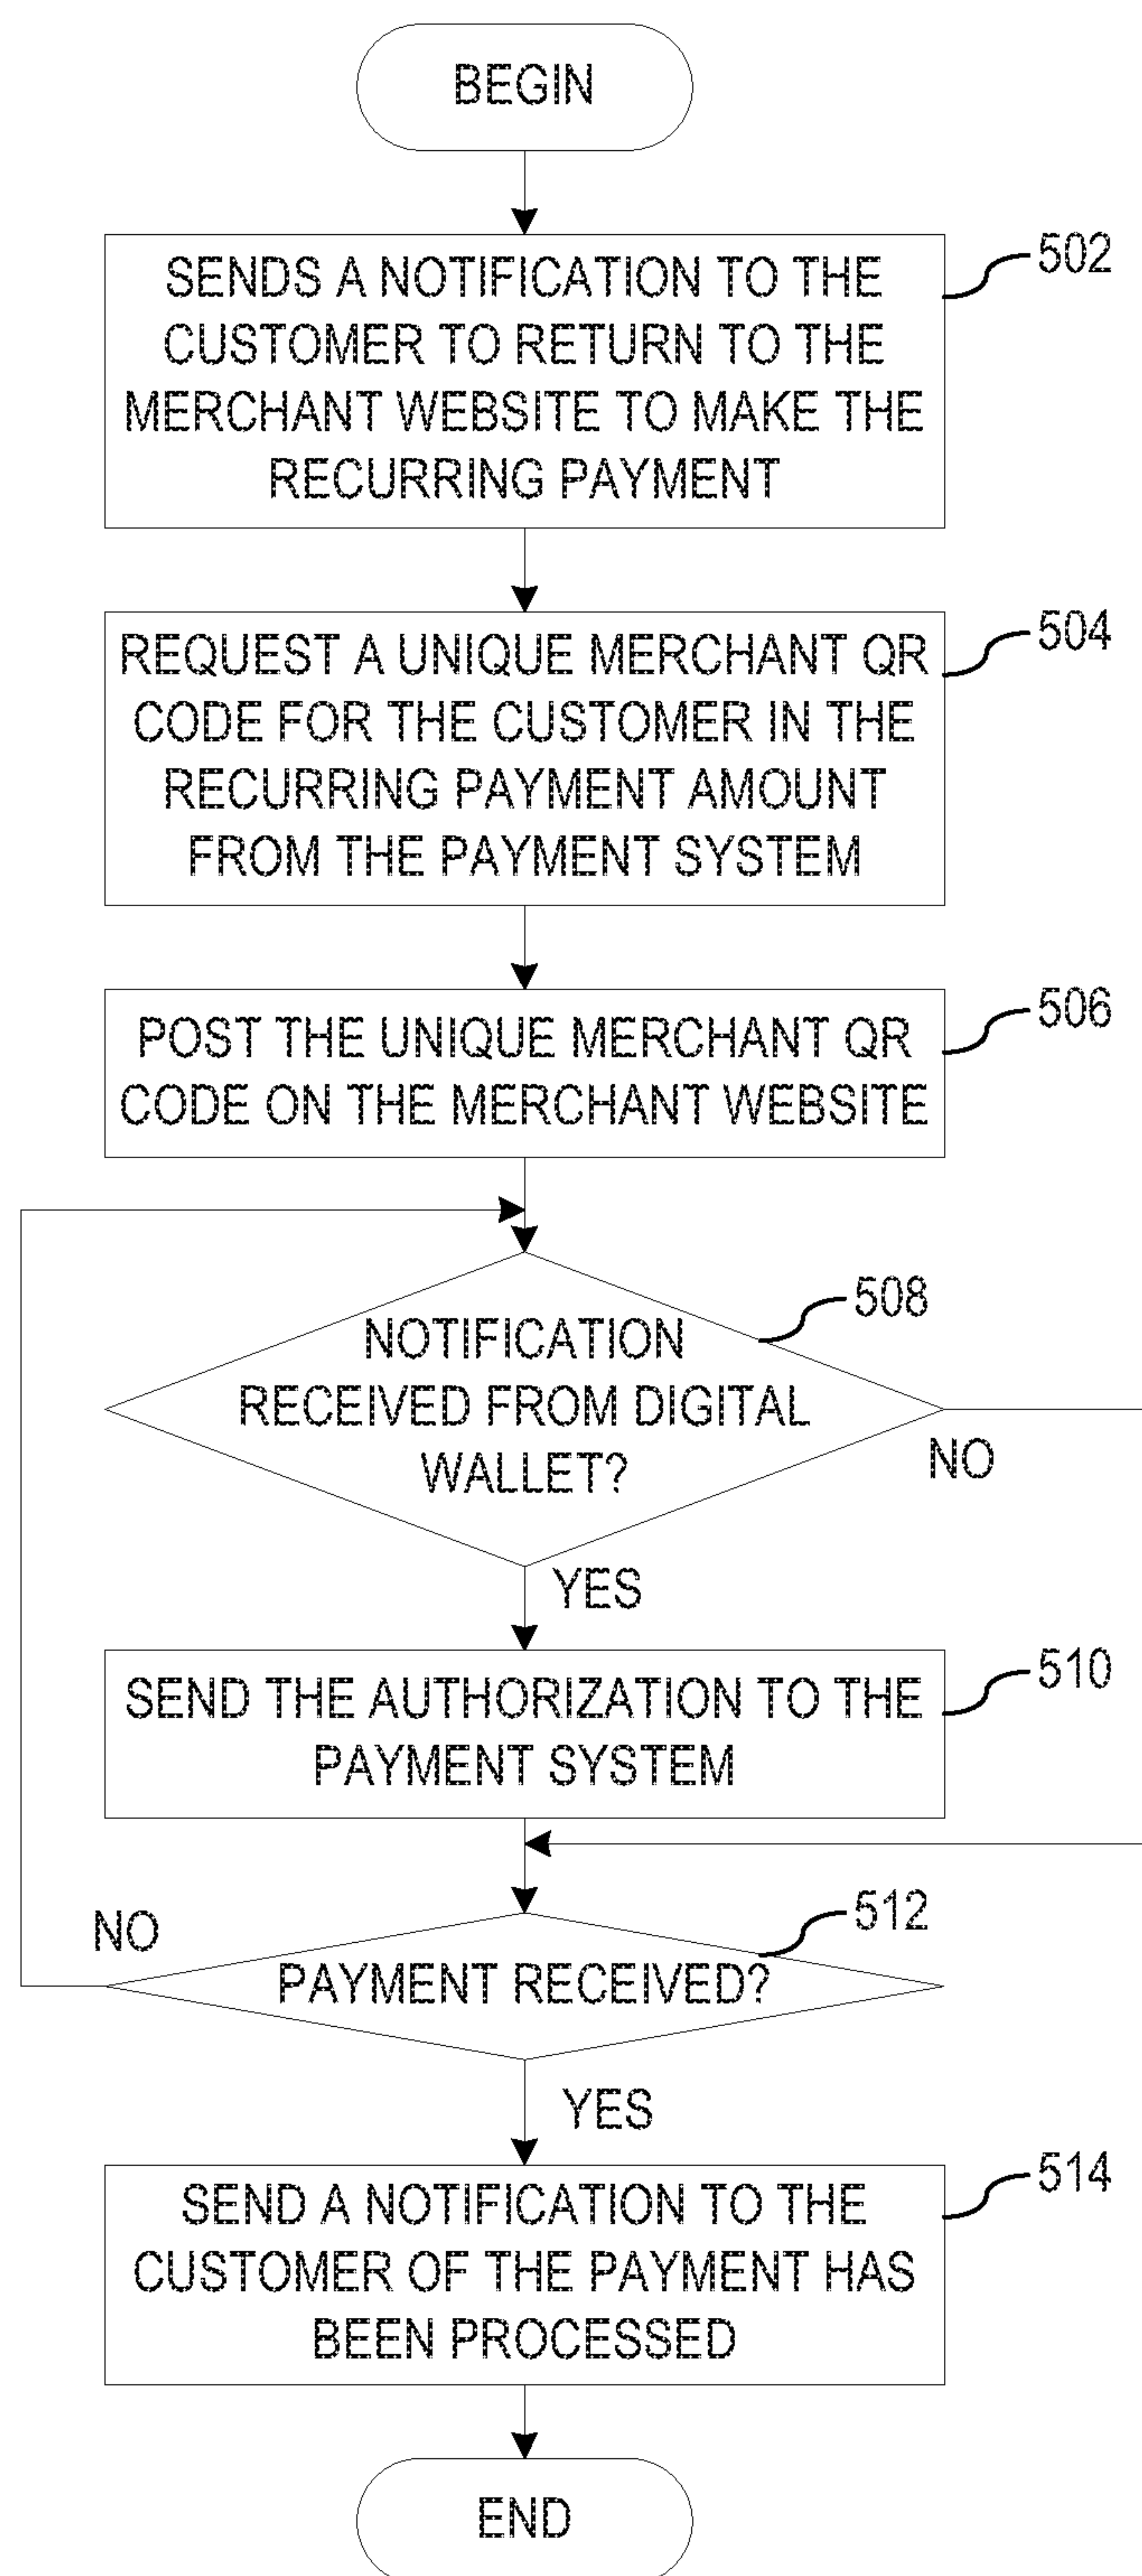 BEGIN
SENDS A NOTIFICATION TO THE
CUSTOMER TO RETURN TO THE
MERCHANT WEBSITE TO MAKE THE
RECURRING PAYMENT
502
REQUEST A UNIQUE MERCHANT QR
CODE FOR THE CUSTOMER IN THE
RECURRING PAYMENT AMOUNT
FROM THE PAYMENT SYSTEM
504
POST THE UNIQUE MERCHANT QR
CODE ON THE MERCHANT WEBSITE
506
NOTIFICATION
RECEIVED FROM DIGITAL
WALLET?
508
NO
YES
SEND THE AUTHORIZATION TO THE
PAYMENT SYSTEM
510
NO
PAYMENT RECEIVED?
512
YES
SEND A NOTIFICATION TO THE
CUSTOMER OF THE PAYMENT HAS
BEEN PROCESSED
514
END